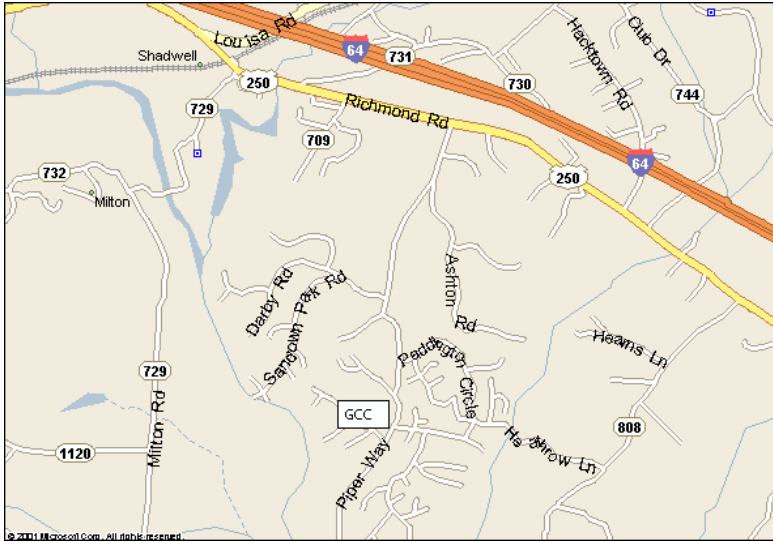 Louisa Rd
Shadwell
64
731
Hacktown Rd
Club Dr
250
729
730
744
Richmond Rd
709
64
732
250
Milton
Ashton Rd
Darby Rd
Sandown Park Rd
Hearns Ln
Paddington Circle
729
Milton Rd
GCC
808
1120
Piper Way
© 2001 Microsoft Corp. All rights reserved.